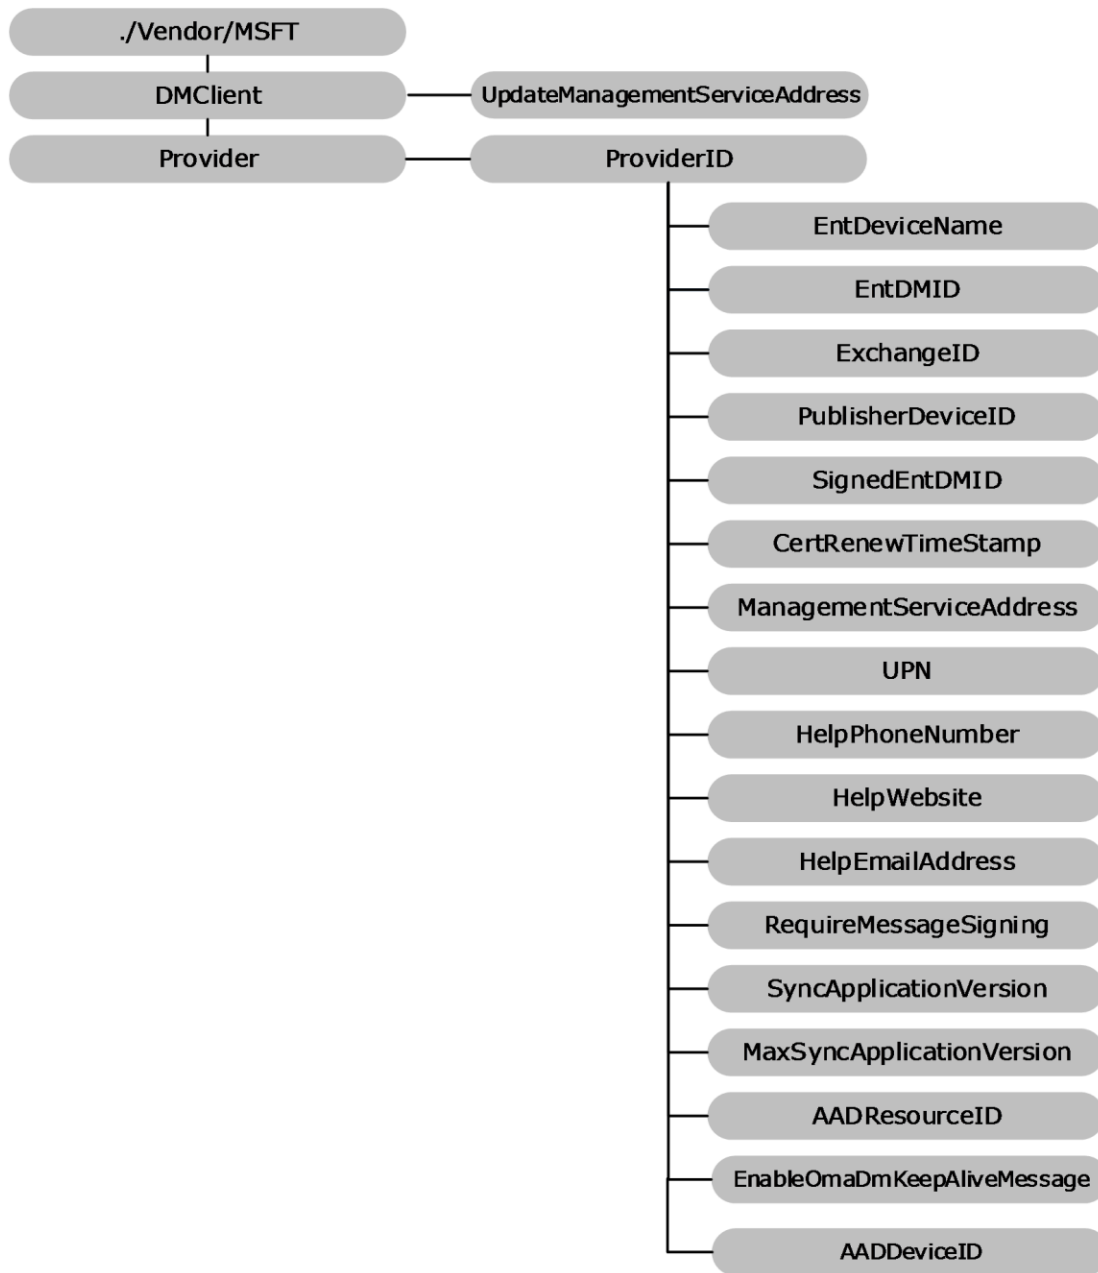 ./Vendor/MSFT
DMClient
UpdateManagementServiceAddress
Provider
ProviderID
EntDeviceName
EntDMID
ExchangeID
PublisherDeviceID
SignedEntDMID
CertRenewTimeStamp
ManagementServiceAddress
UPN
HelpPhoneNumber
HelpWebsite
HelpEmailAddress
RequireMessageSigning
SyncApplicationVersion
MaxSyncApplicationVersion
AADResourceID
EnableOmaDmKeepAliveMessage
AADDeviceID